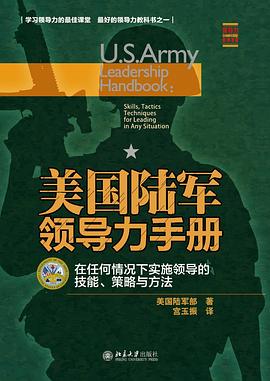 | 学习领导力的最佳课堂 最好的领导力教科书之一 |
U.S.Army
Leadership
Handbook:
Skills, Tactics
Techniques
for Leading
in Any Situation
美国陆军
领导力手册
在任何情况下实施领导的
技能、策略与方法
美国陆军部 著
宫玉振 译
北京大学出版社